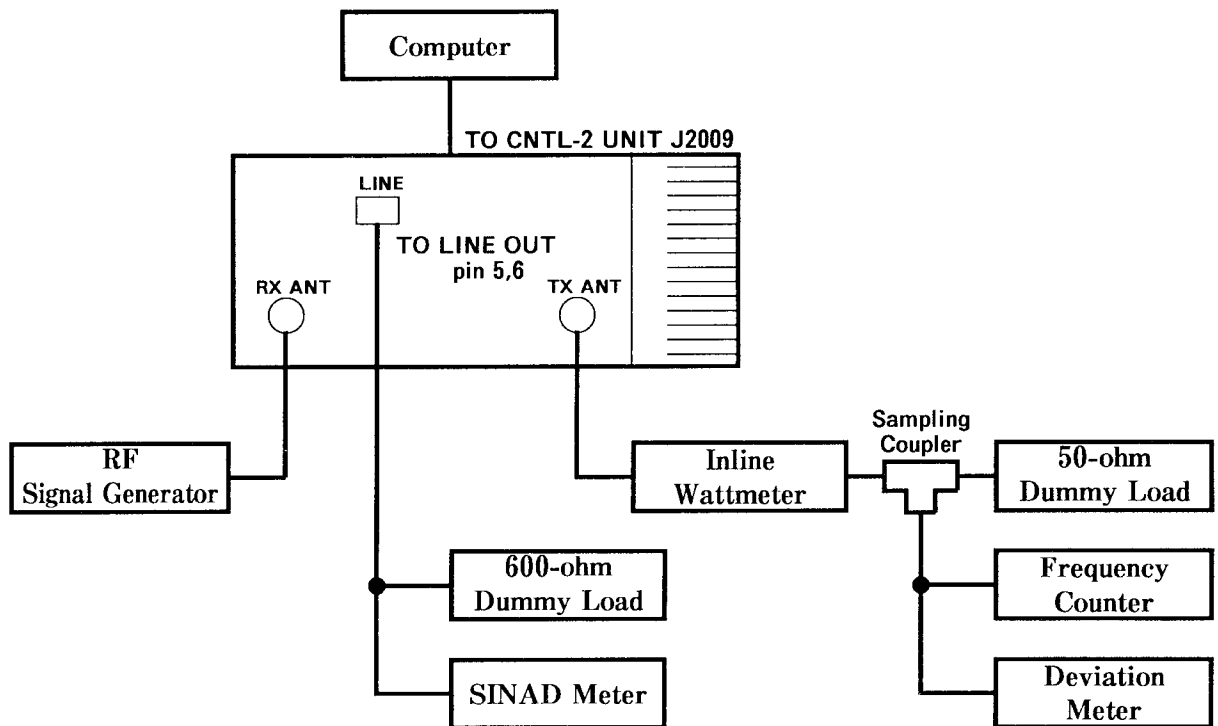 Computer
TO CNTL-2 UNIT J2009
LINE
TO LINE OUT
pin 5,6
RX ANT
TX ANT
RF
Signal Generator
Inline
Wattmeter
Sampling
Coupler
50-ohm
Dummy Load
600-ohm
Dummy Load
Frequency
Counter
SINAD Meter
Deviation
Meter